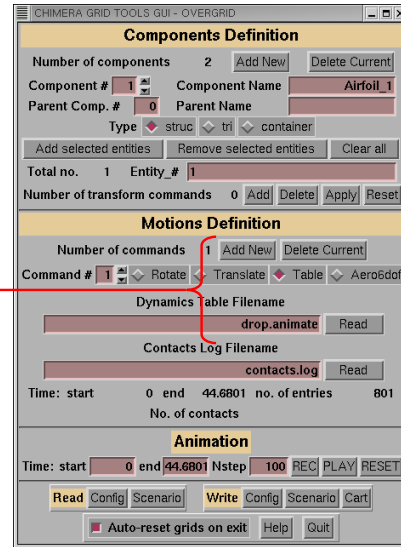 CHIMERA GRID TOOLS GUI - OVERGRID
Components Definition
Number of components 2 Add New Delete Current
Component # 1 Component Name Airfoil_1
Parent Comp. # 0 Parent Name
Type struc tri container
Add selected entities Remove selected entities Clear all
Total no. 1 Entity_# 1
Number of transform commands 0 Add Delete Apply Reset
Motions Definition
Number of commands 1 Add New Delete Current
Command # 1 Rotate Translate Table Aero6dof
Dynamics Table Filename
drop.animate Read
Contacts Log Filename
contacts.log Read
Time: start 0 end 44.6801 no. of entries 801
No. of contacts
Animation
Time: start 0 end 44.6801 Nstep 100 REC PLAY RESET
Read Config Scenario Write Config Scenario Cart
Auto-reset grids on exit Help Quit